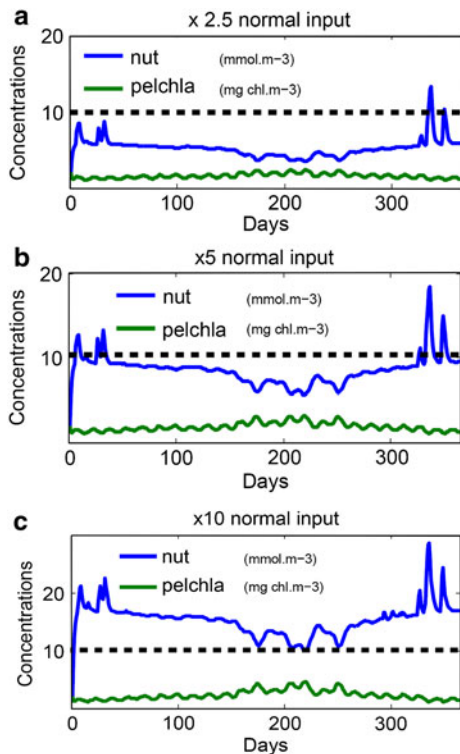 a
x 2.5 normal input
20
nut (mmol.m−3)
pelchla (mg chl.m−3)
10
Concentrations
0 100 200 300
Days
b
x5 normal input
20
nut (mmol.m−3)
pelchla (mg chl.m−3)
10
Concentrations
0 100 200 300
Days
c
x10 normal input
nut (mmol.m−3)
20
pelchla (mg chl.m−3)
10
Concentrations
0 100 200 300
Days